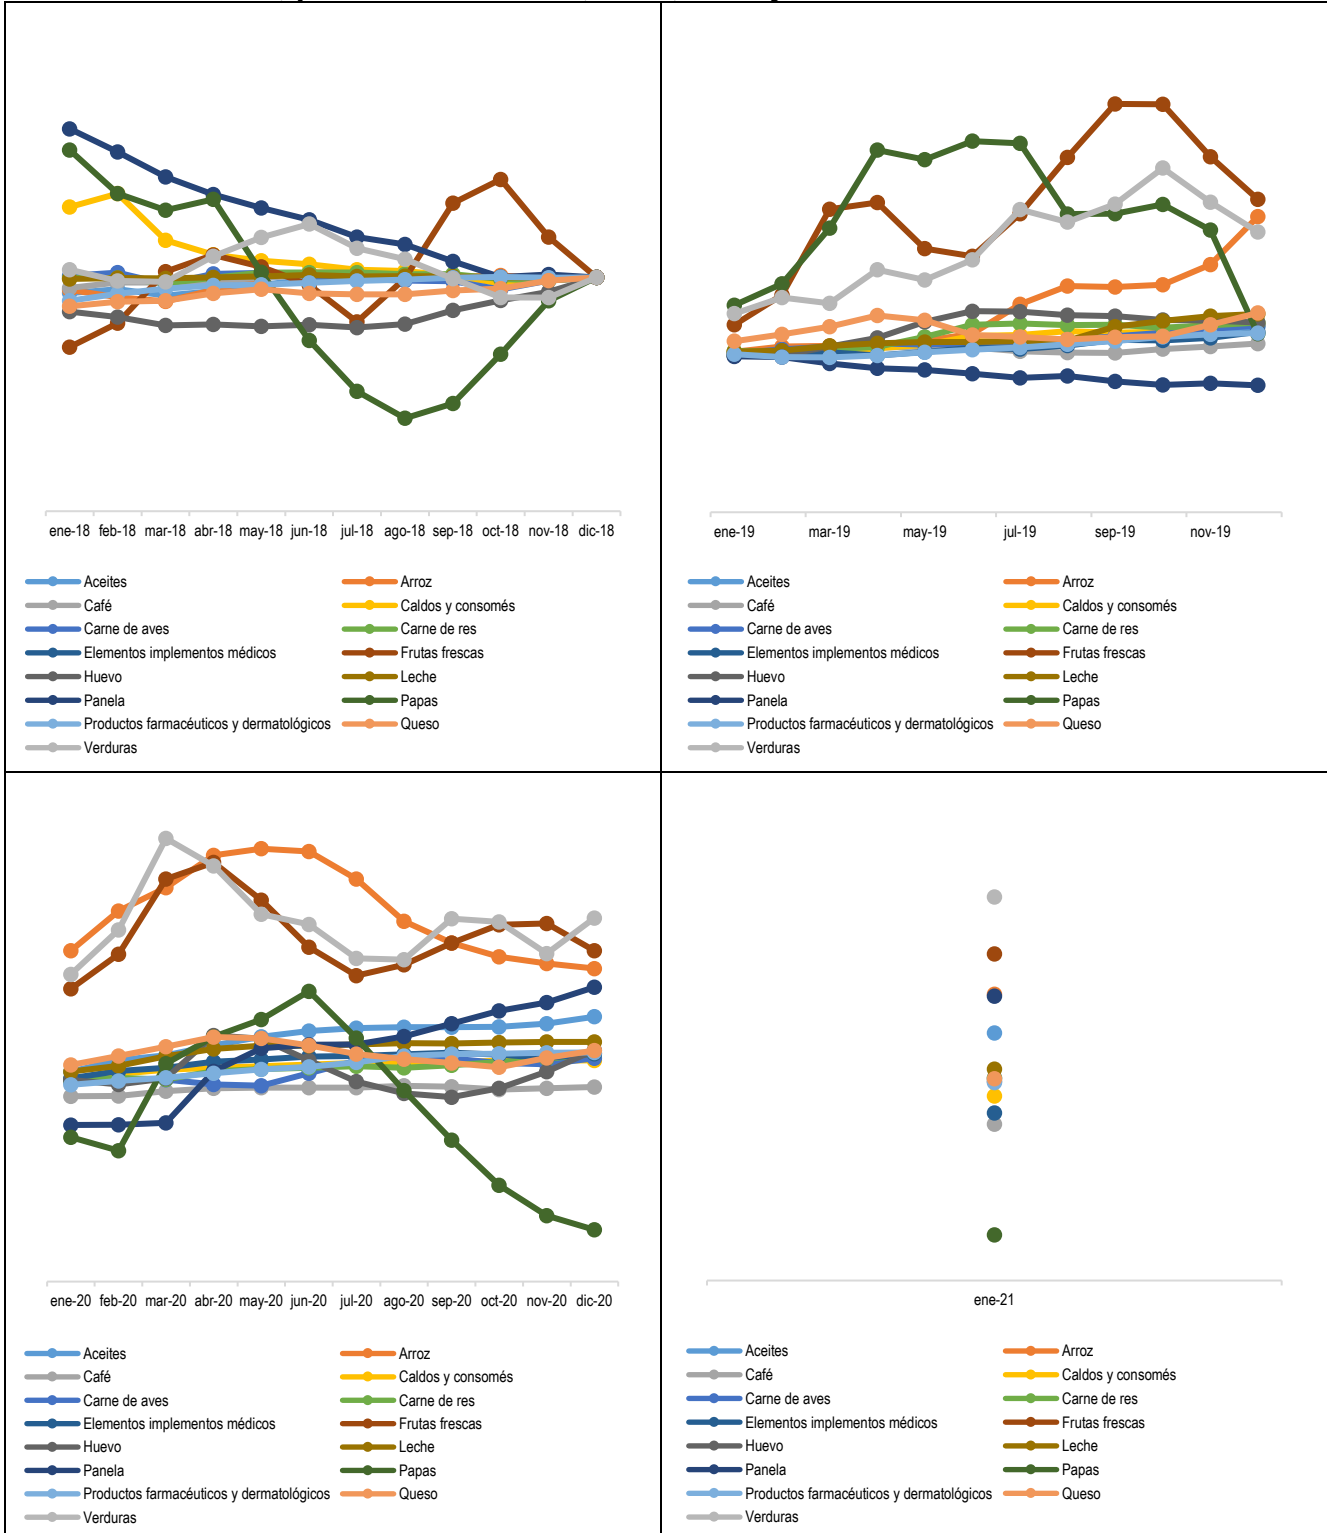 ene-18 feb-18 mar-18 abr-18 may-18 jun-18 jul-18 ago-18 sep-18 oct-18 nov-18 dic-18
Aceites Arroz
Café Caldos y consomés
Carne de aves Carne de res
Elementos implementos médicos Frutas frescas
Huevo Leche
Panela Papas
Productos farmacéuticos y dermatológicos Queso
Verduras
ene-19 mar-19 may-19 jul-19 sep-19 nov-19
Aceites Arroz
Café Caldos y consomés
Carne de aves Carne de res
Elementos implementos médicos Frutas frescas
Huevo Leche
Panela Papas
Productos farmacéuticos y dermatológicos Queso
Verduras
ene-20 feb-20 mar-20 abr-20 may-20 jun-20 jul-20 ago-20 sep-20 oct-20 nov-20 dic-20
Aceites Arroz
Café Caldos y consomés
Carne de aves Carne de res
Elementos implementos médicos Frutas frescas
Huevo Leche
Panela Papas
Productos farmacéuticos y dermatológicos Queso
Verduras
ene-21
Aceites Arroz
Café Caldos y consomés
Carne de aves Carne de res
Elementos implementos médicos Frutas frescas
Huevo Leche
Panela Papas
Productos farmacéuticos y dermatológicos Queso
Verduras